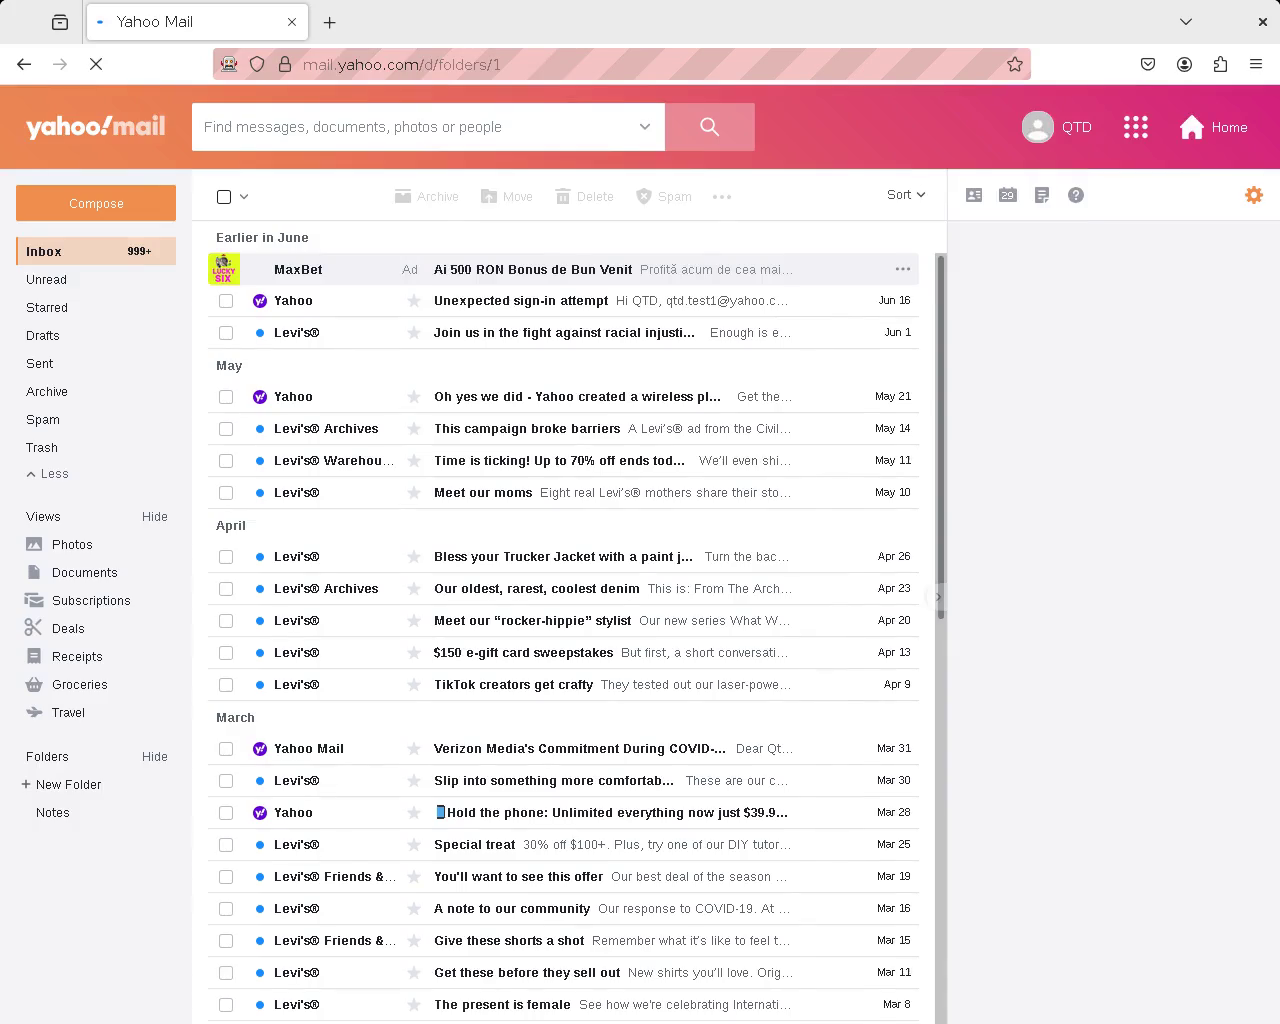 Yahoo Mail
mail.yahoo.com/d/folders/1
yahoo!mail
Find messages, documents, photos or people
QTD
Home
Compose
Archive
Move
Delete
Spam
Sort
29
Inbox 999+
Unread
Starred
Drafts
Sent
Archive
Spam
Trash
Less
Views Hide
Photos
Documents
Subscriptions
Deals
Receipts
Groceries
Travel
Folders Hide
+ New Folder
Notes
Earlier in June
LUCKY SIX MaxBet Ad Ai 500 RON Bonus de Bun Venit Profită acum de cea mai...
Yahoo Unexpected sign-in attempt Hi QTD, qtd.test1@yahoo.c... Jun 16
Levi's® Join us in the fight against racial injusti... Enough is e... Jun 1
May
Yahoo Oh yes we did - Yahoo created a wireless pl... Get the... May 21
Levi's® Archives This campaign broke barriers A Levi's® ad from the Civil... May 14
Levi's® Warehou... Time is ticking! Up to 70% off ends tod... We'll even shi... May 11
Levi's® Meet our moms Eight real Levi's® mothers share their sto... May 10
April
Levi's® Bless your Trucker Jacket with a paint j... Turn the bac... Apr 26
Levi's® Archives Our oldest, rarest, coolest denim This is: From The Arch... Apr 23
Levi's® Meet our “rocker-hippie” stylist Our new series What W... Apr 20
Levi's® $150 e-gift card sweepstakes But first, a short conversati... Apr 13
Levi's® TikTok creators get crafty They tested out our laser-powe... Apr 9
March
Yahoo Mail Verizon Media's Commitment During COVID-... Dear Qt... Mar 31
Levi's® Slip into something more comfortab... These are our c... Mar 30
Yahoo Hold the phone: Unlimited everything now just $39.9... Mar 28
Levi's® Special treat 30% off $100+. Plus, try one of our DIY tutor... Mar 25
Levi's® Friends &... You'll want to see this offer Our best deal of the season ... Mar 19
Levi's® A note to our community Our response to COVID-19. At ... Mar 16
Levi's® Friends &... Give these shorts a shot Remember what it's like to feel t... Mar 15
Levi's® Get these before they sell out New shirts you'll love. Orig... Mar 11
Levi's® The present is female See how we're celebrating Internati... Mar 8